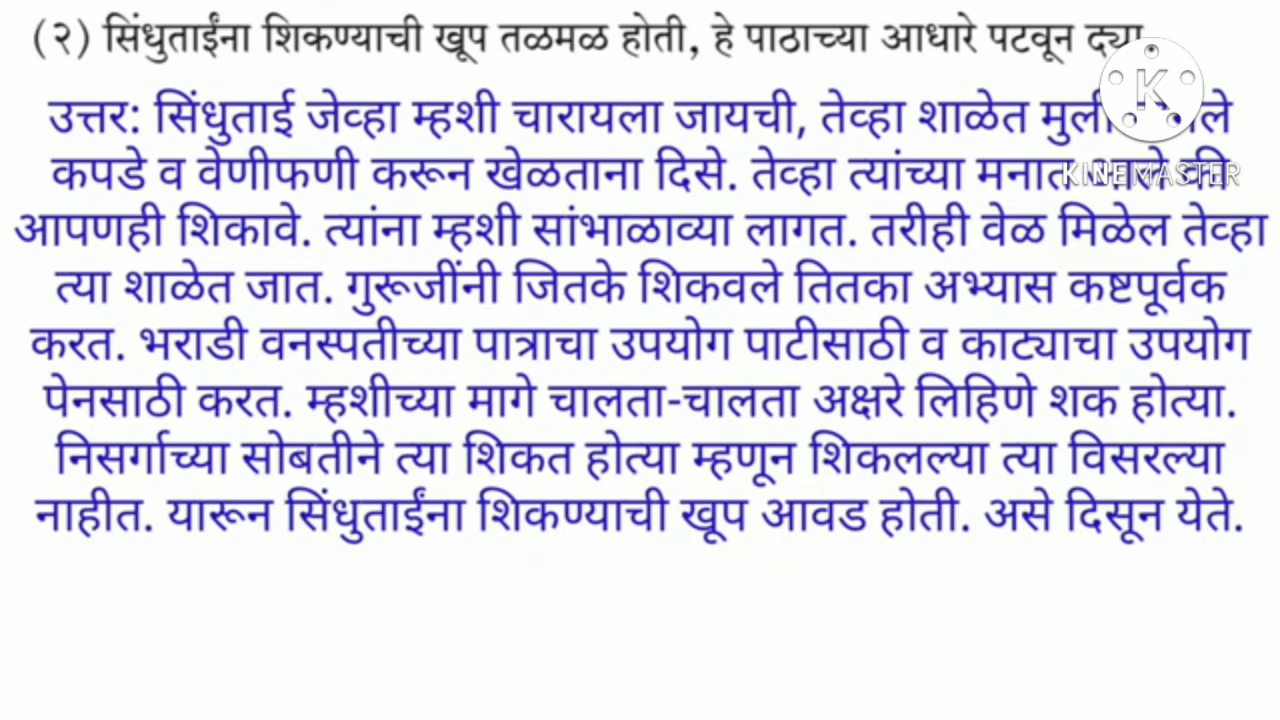 (२) सिंधुताईंना शिकण्याची खूप तळमळ होती, हे पाठाच्या आधारे पटवून द्या
उत्तर: सिंधुताई जेव्हा म्हशी चारायला जायची, तेव्हा शाळेत मुली
कपडे व वेणीफणी करून खेळताना दिसे. तेव्हा त्यांच्या मनात की
आपणही शिकावे. त्यांना म्हशी सांभाळाव्या लागत. तरीही वेळ मिळेल तेव्हा
त्या शाळेत जात. गुरूजींनी जितके शिकवले तितका अभ्यास कष्टपूर्वक
करत. भराडी वनस्पतीच्या पात्राचा उपयोग पाटीसाठी व काट्याचा उपयोग
पेनसाठी करत. म्हशीच्या मागे चालता-चालता अक्षरे लिहिणे शक होत्या.
निसर्गाच्या सोबतीने त्या शिकत होत्या म्हणून शिकलल्या त्या विसरल्या
नाहीत. यारून सिंधुताईंना शिकण्याची खूप आवड होती. असे दिसून येते.
K
KINEMASTER